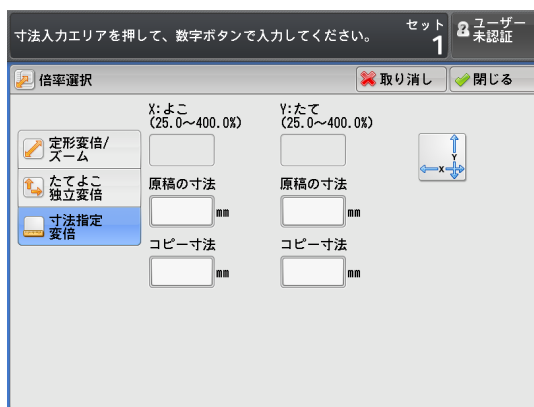 寸法入力エリアを押して、数字ボタンで入力してください。
セット
1
ユーザー
未認証
倍率選択
取り消し
閉じる
定形変倍/
ズーム
たてよこ
独立変倍
寸法指定
変倍
X:よこ
(25.0～400.0%)
Y:たて
(25.0～400.0%)
Y
X
原稿の寸法
mm
原稿の寸法
mm
コピー寸法
mm
コピー寸法
mm